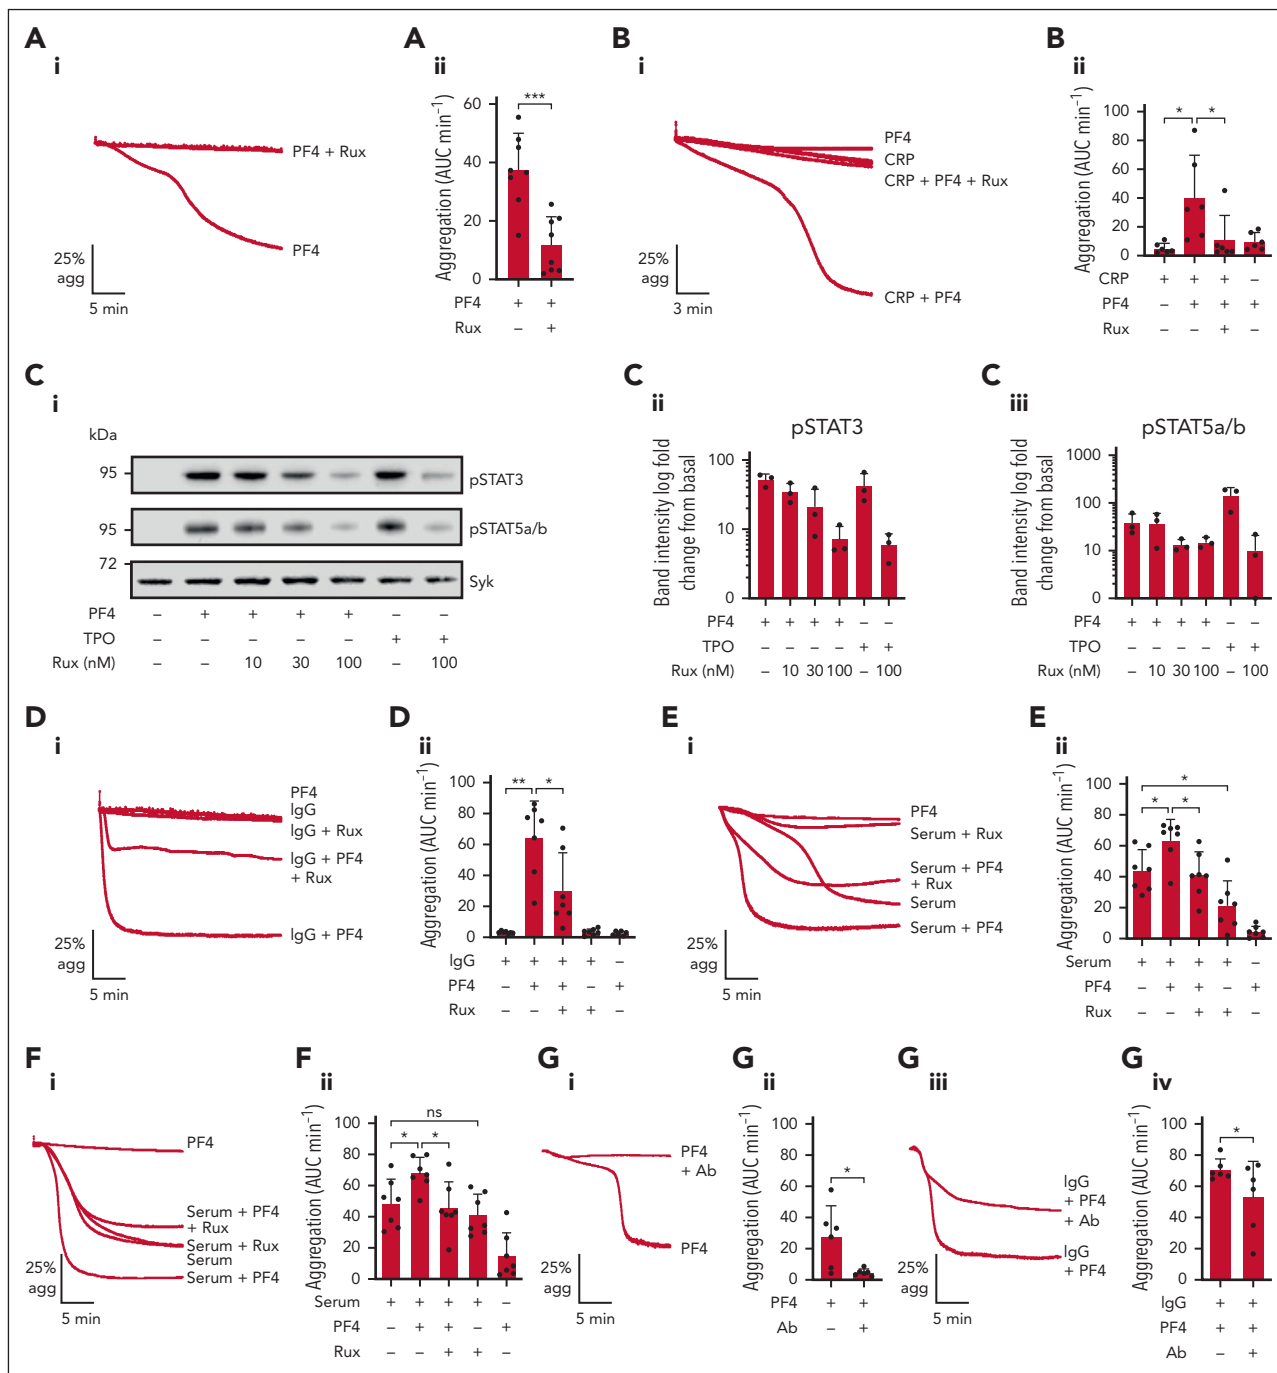 A
i
PF4 + Rux
PF4
25%
agg
5 min
A
ii
Aggregation (AUC min⁻¹)
60
40
20
0
***
PF4 + +
Rux – +
B
i
PF4
CRP
CRP + PF4 + Rux
CRP + PF4
25%
agg
3 min
B
ii
Aggregation (AUC min⁻¹)
100
80
60
40
20
0
* *
CRP + + + –
PF4 – + + +
Rux +
C
i
kDa
95
pSTAT3
95
pSTAT5a/b
72
Syk
PF4 – + + + + – –
TPO – – – – – + +
Rux (nM) – – 10 30 100 – 100
C
ii
pSTAT3
Band intensity log fold
change from basal
100
10
0
PF4 + + + + – –
TPO – – – – + +
Rux (nM) – 10 30 100 – 100
C
iii
pSTAT5a/b
Band intensity log fold
change from basal
1000
100
10
0
PF4 + + + + – –
TPO – – – – + +
Rux (nM) – 10 30 100 – 100
D
i
PF4
IgG
IgG + Rux
IgG + PF4
+ Rux
IgG + PF4
25%
agg
5 min
D
ii
Aggregation (AUC min⁻¹)
100
80
60
40
20
0
** *
IgG + + + + –
PF4 – + + – +
Rux – – + + –
E
i
PF4
Serum + Rux
Serum + PF4
+ Rux
Serum
Serum + PF4
25%
agg
5 min
E
ii
Aggregation (AUC min⁻¹)
100
80
60
40
20
0
*
* *
Serum + + + + –
PF4 – + + – +
Rux – – + + –
F
i
PF4
Serum + PF4
+ Rux
Serum + Rux
Serum
Serum + PF4
25%
agg
5 min
F
ii
Aggregation (AUC min⁻¹)
100
80
60
40
20
0
ns
* *
Serum + + + + –
PF4 – + + – +
Rux – – + + –
G
i
PF4
+ Ab
PF4
25%
agg
5 min
G
ii
Aggregation (AUC min⁻¹)
100
80
60
40
20
0
*
PF4 + +
Ab – +
G
iii
IgG
+ PF4
+ Ab
IgG
+ PF4
25%
agg
5 min
G
iv
Aggregation (AUC min⁻¹)
100
80
60
40
20
0
*
IgG + +
PF4 + +
Ab – +